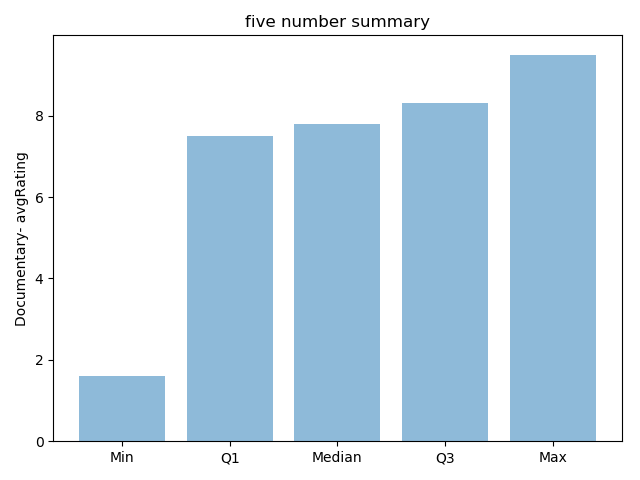 five number summary
Documentary- avgRating
8
6
4
2
0
Min Q1 Median Q3 Max